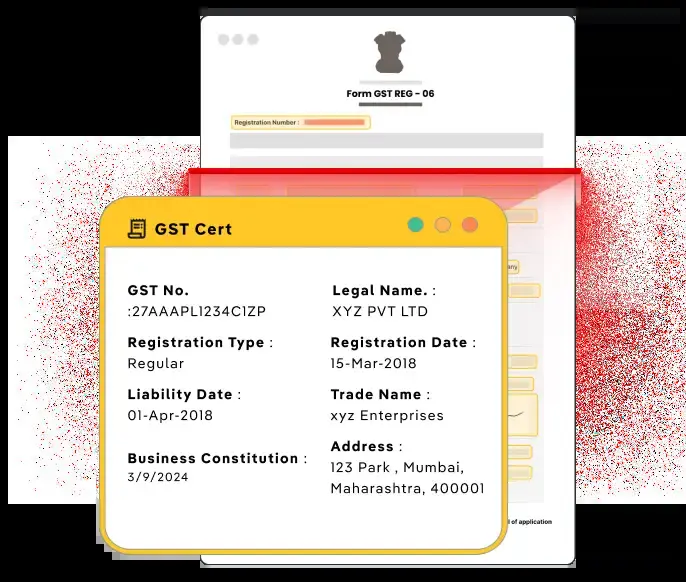 Form GST REG - 06
Registration Number :
GST Cert
GST No.
:27AAAPL1234C1ZP
Legal Name. :
XYZ PVT LTD
Registration Type :
Regular
Registration Date :
15-Mar-2018
Liability Date :
01-Apr-2018
Trade Name :
xyz Enterprises
Business Constitution :
3/9/2024
Address :
123 Park , Mumbai,
Maharashtra, 400001
of application